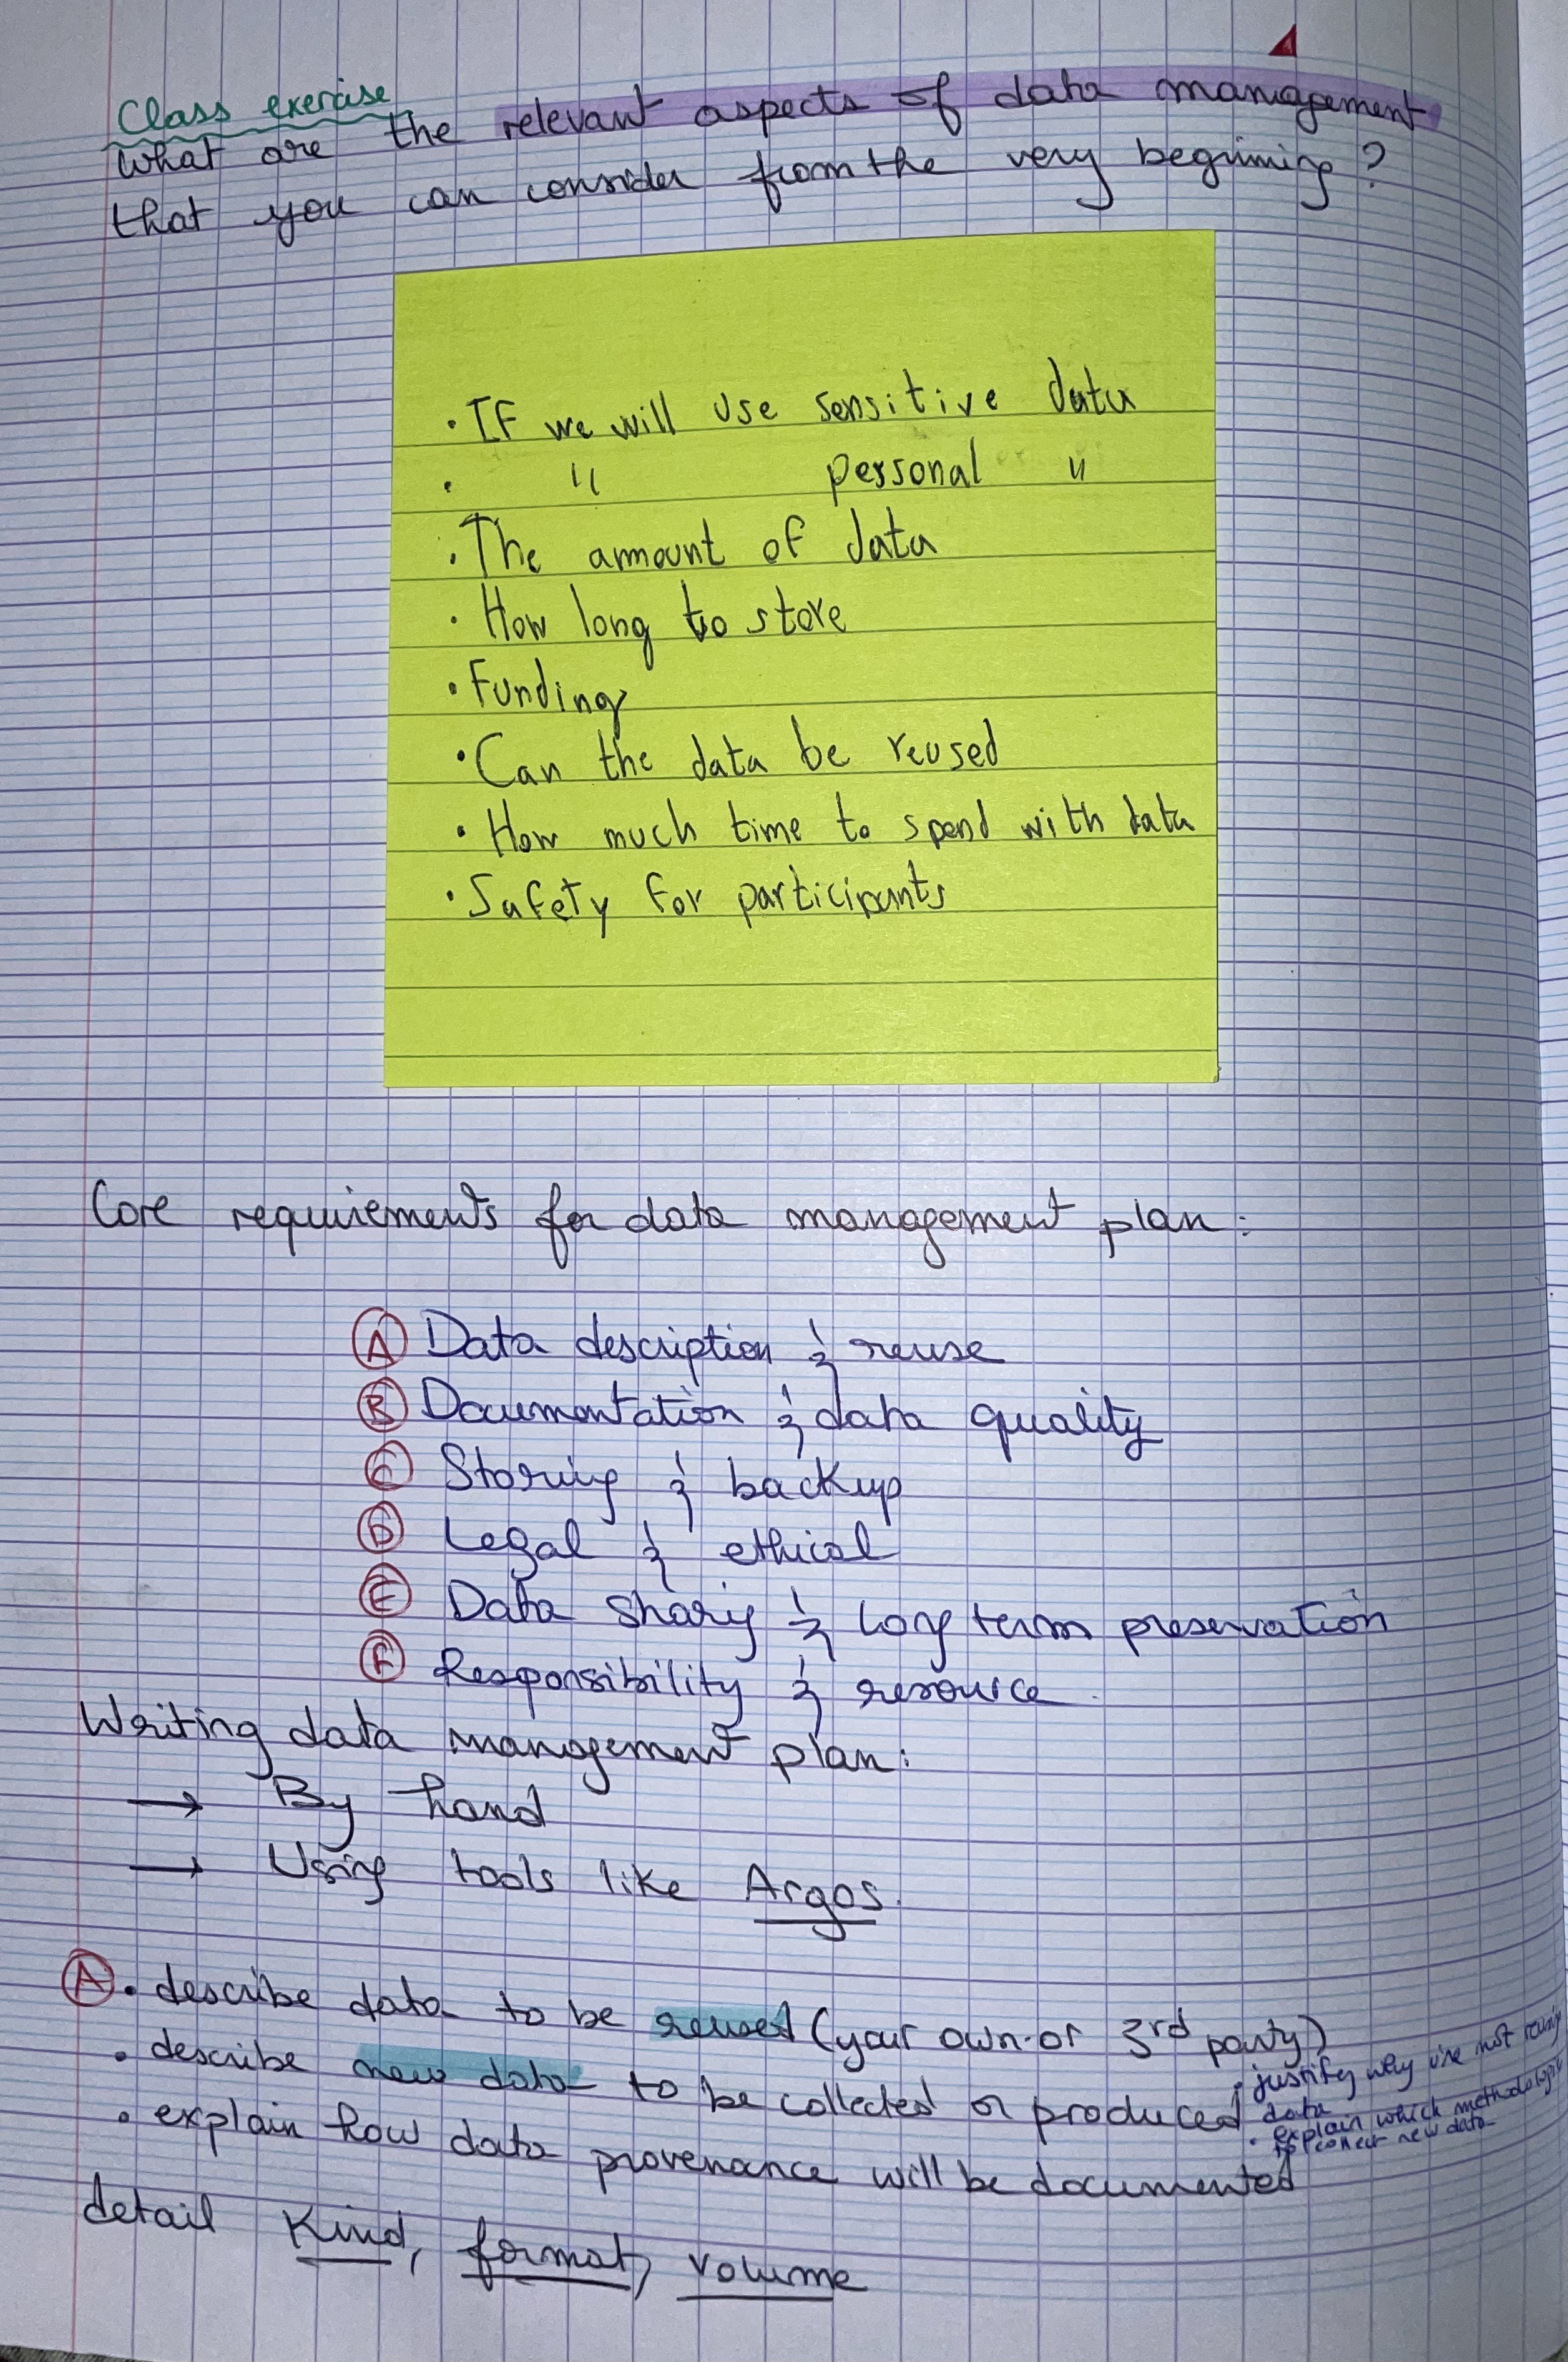 Class exercise
What are the relevant aspects of data management
that you can consider from the very beginning?
· IF we will use sensitive data
· " personal "
· The amount of data
· How long to store
· Funding
· Can the data be reused
· How much time to spend with data
· Safety for participants
Core requirements for data management plan:
A Data description & reuse
B Documentation & data quality
C Storing & backup
D Legal & ethical
E Data sharing & long term preservation
F Responsibility & resource.
Writing data management plan:
→ By hand
→ Using tools like Argos.
A · describe data to be reused (your own or 3rd party)
· describe new data to be collected or produced
· justify why u're not reusing
data
· explain which methodologies
to collect new data
· explain how data provenance will be documented
detail Kind, format, volume